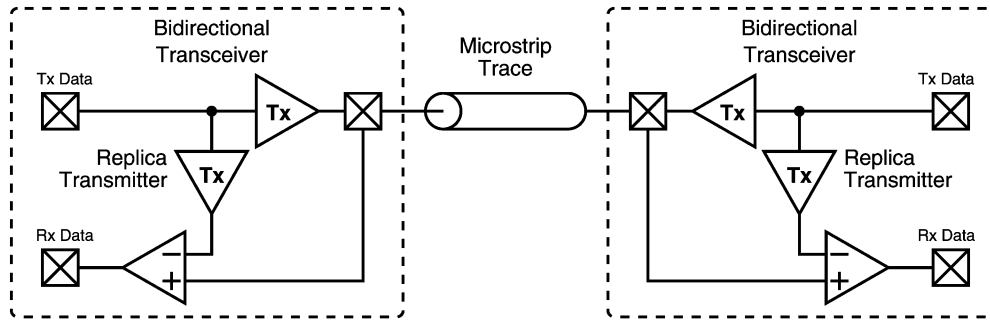 Bidirectional
Transceiver
Tx Data
Tx
Replica
Transmitter
Tx
Rx Data
−
+
Microstrip
Trace
Bidirectional
Transceiver
Tx Data
Tx
Tx
Replica
Transmitter
Rx Data
−
+